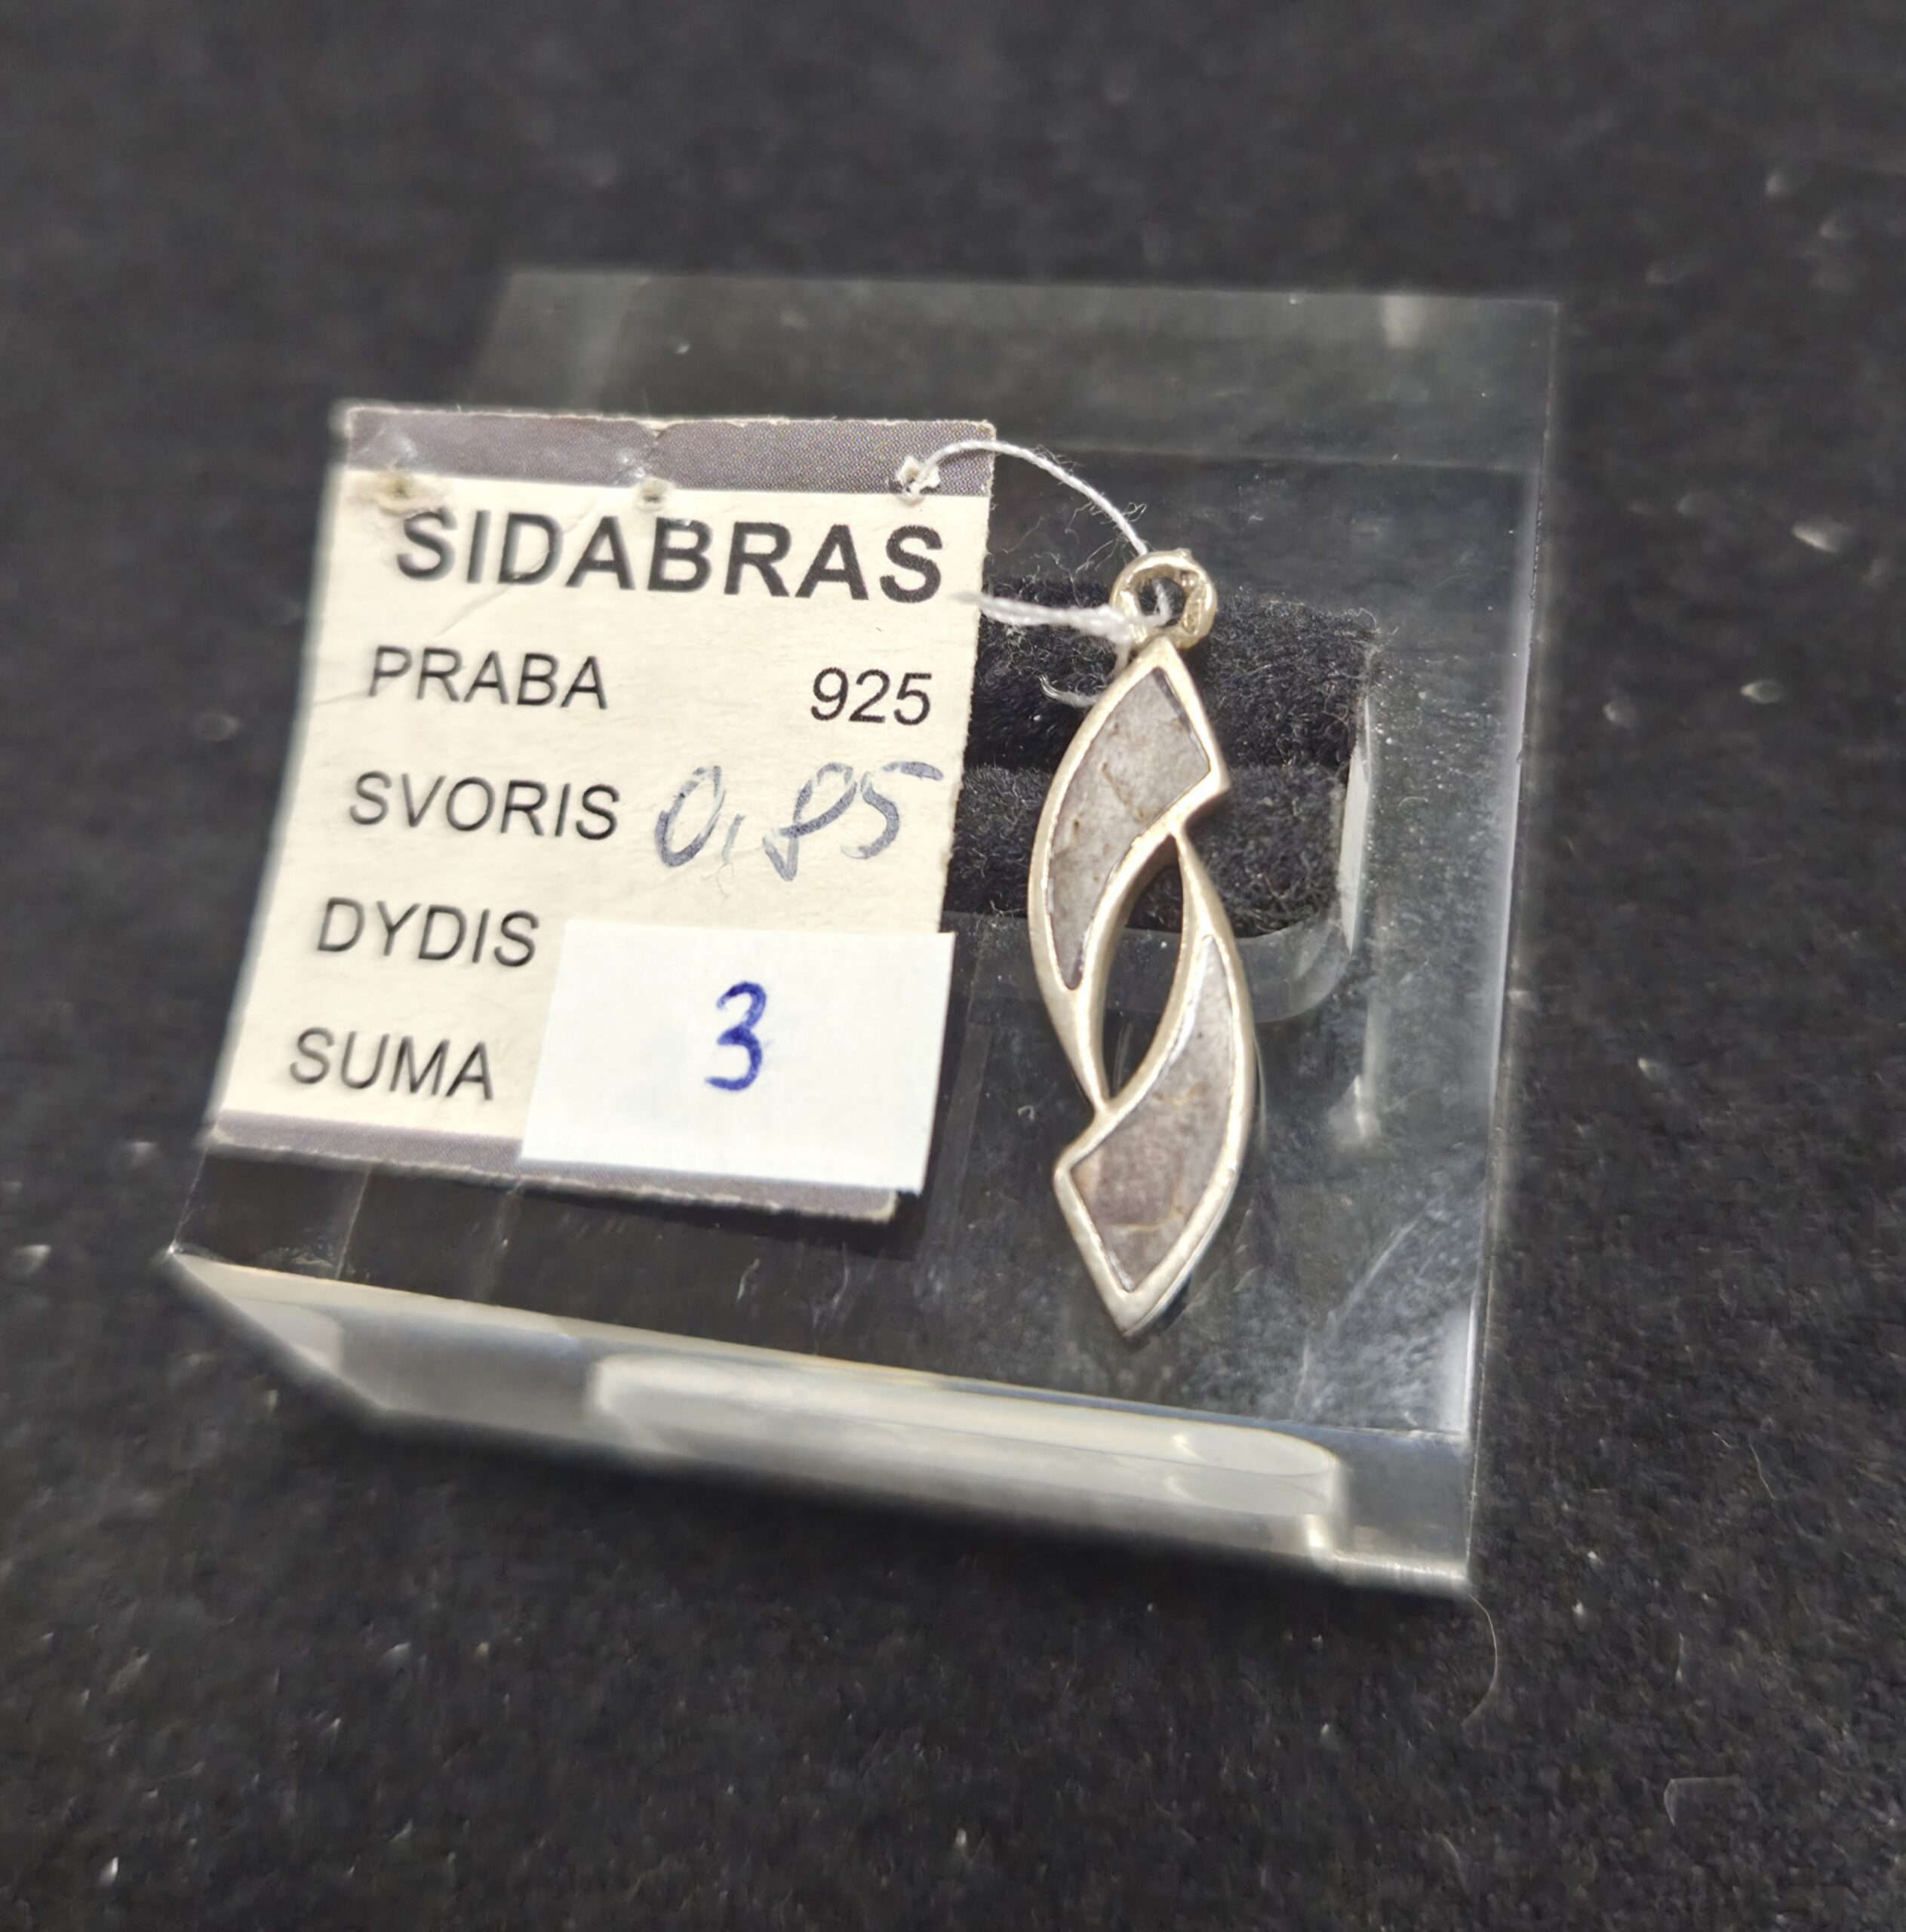 SIDABRAS
PRABA 925
SVORIS 0,85
DYDIS
SUMA 3